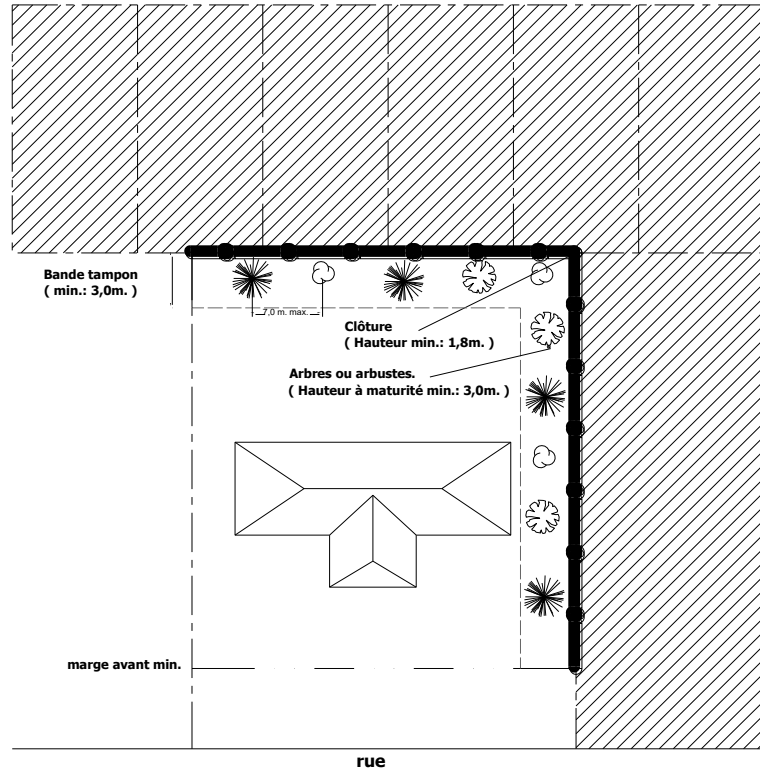 Bande tampon
( min.: 3,0m. )
7,0 m. max.
Clôture
( Hauteur min.: 1,8m. )
Arbres ou arbustes.
( Hauteur à maturité min.: 3,0m. )
marge avant min.
rue